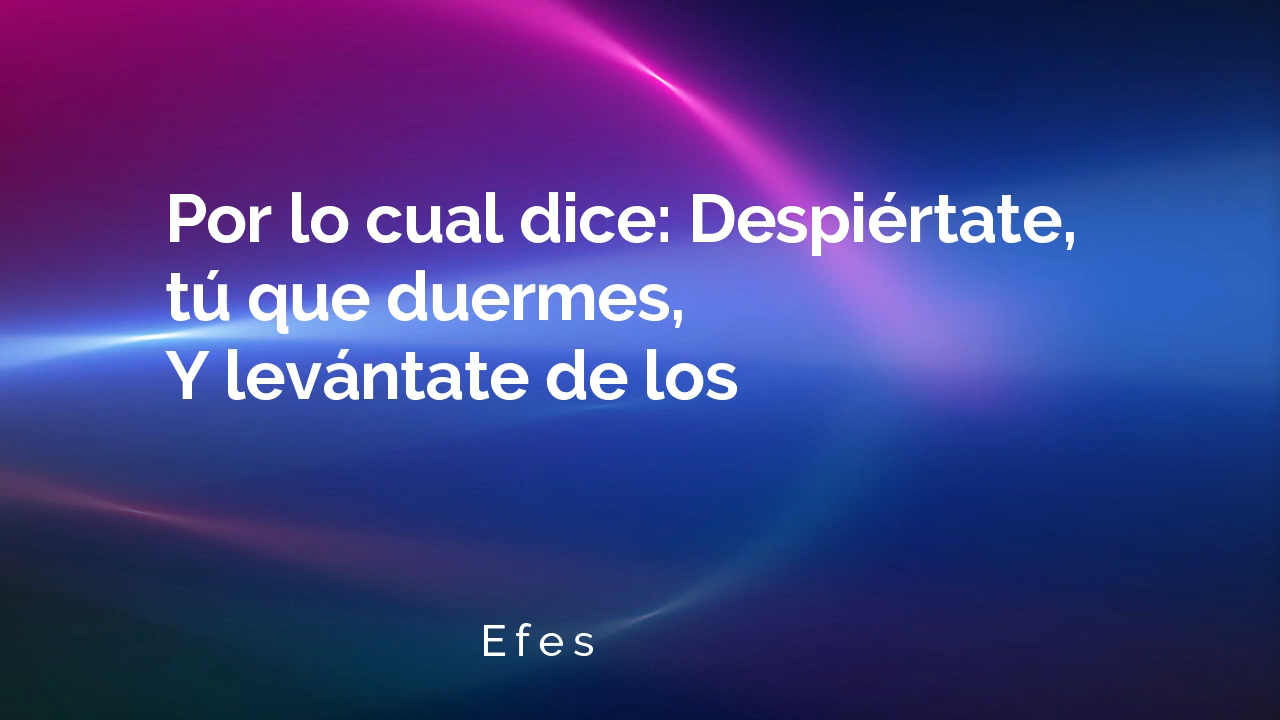 Por lo cual dice: Despiértate,
tú que duermes,
Y levántate de los
Efes